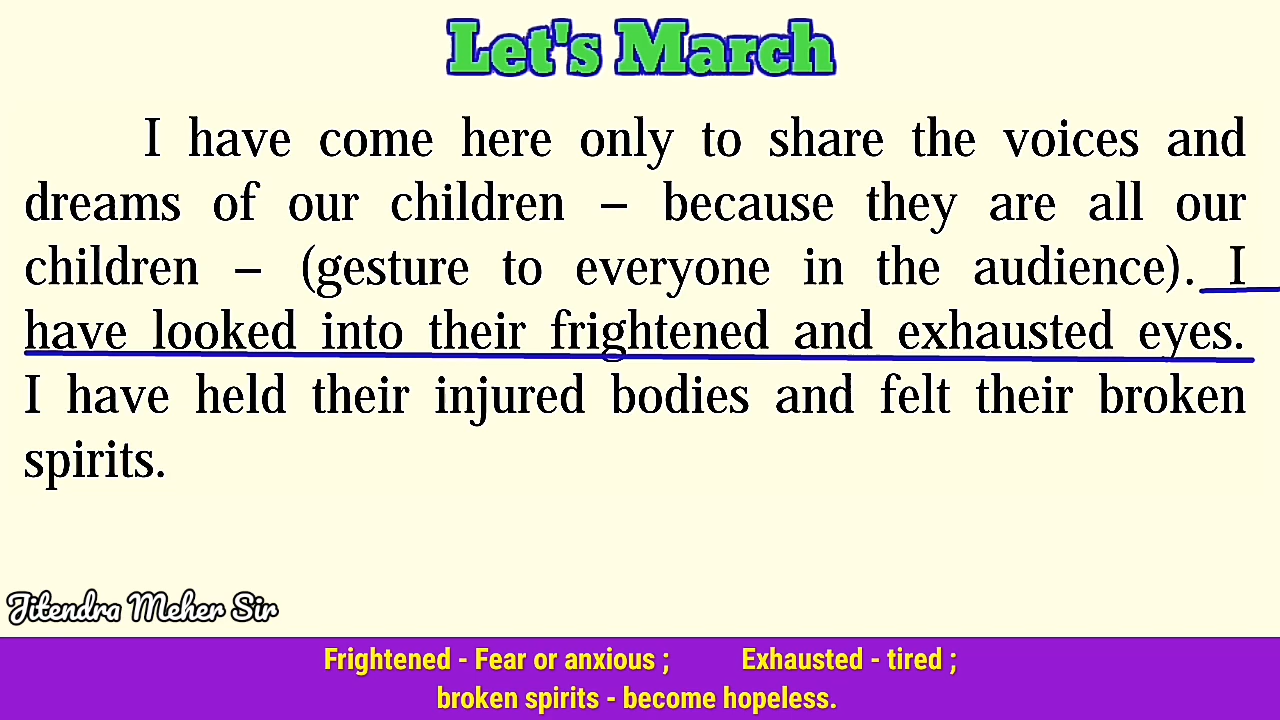 Let's March
I have come here only to share the voices and
dreams of our children – because they are all our
children – (gesture to everyone in the audience). I
have looked into their frightened and exhausted eyes.
I have held their injured bodies and felt their broken
spirits.
Jitendra Meher Sir
Frightened - Fear or anxious ; Exhausted - tired ;
broken spirits - become hopeless.